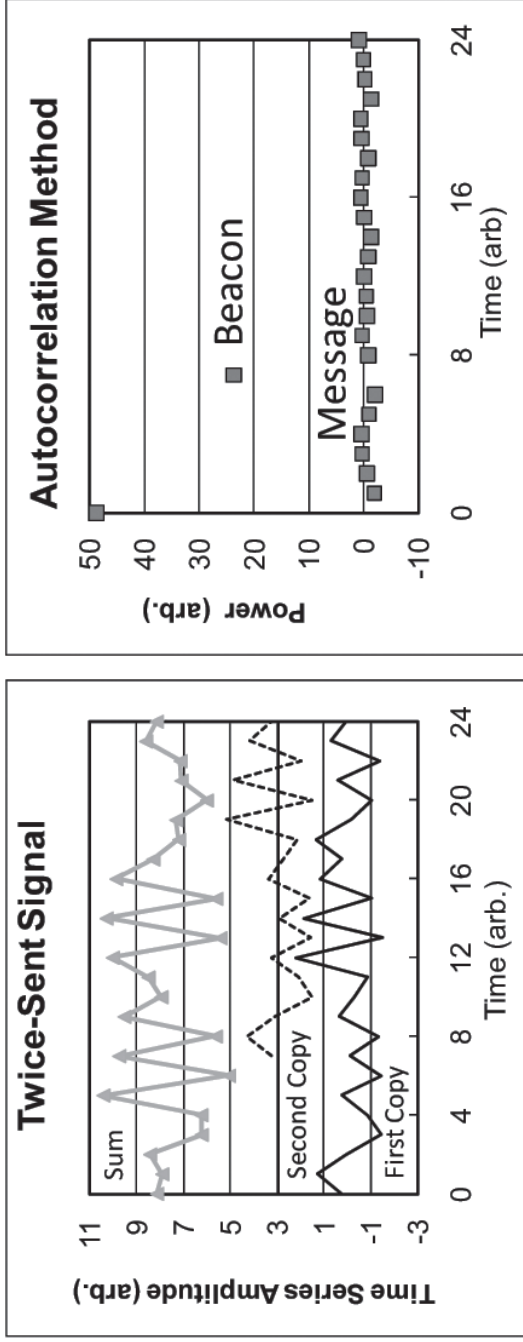 Twice-Sent Signal
Time Series Amplitude (arb.)
11
9
7
5
3
1
-1
-3
Sum
Second Copy
First Copy
0 4 8 12 16 20 24
Time (arb.)
Autocorrelation Method
Power (arb.)
50
40
30
20
10
0
-10
Beacon
Message
0 8 16 24
Time (arb)